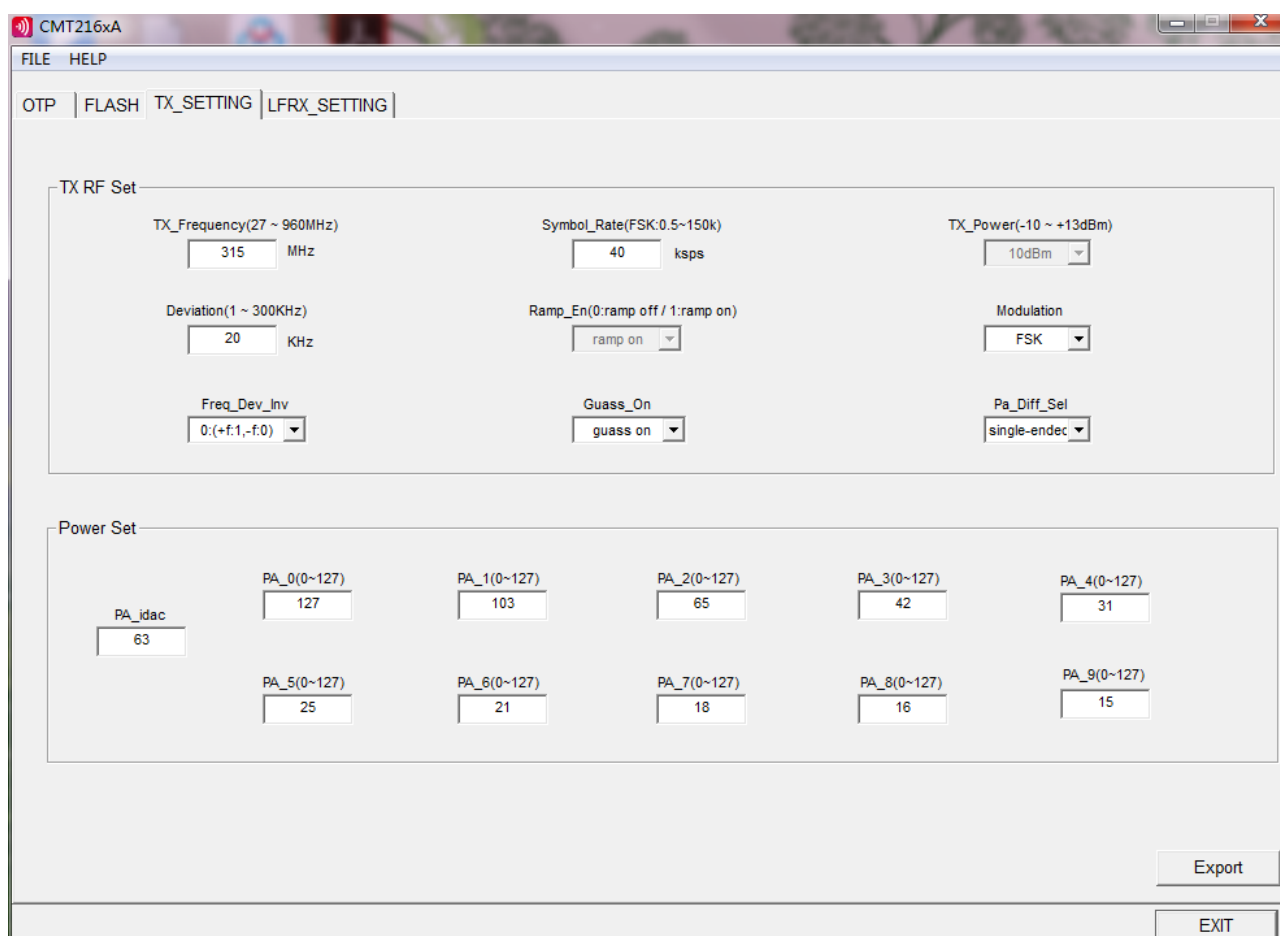 CMT216xA
FILE HELP
OTP FLASH TX_SETTING LFRX_SETTING
TX RF Set
TX_Frequency(27 ~ 960MHz) Symbol_Rate(FSK:0.5~150k) TX_Power(-10 ~ +13dBm)
315 MHz 40 ksps 10dBm
Deviation(1 ~ 300KHz) Ramp_En(0:ramp off / 1:ramp on) Modulation
20 KHz ramp on FSK
Freq_Dev_Inv Guass_On Pa_Diff_Sel
0:(+f:1,-f:0) guass on single-endec
Power Set
PA_0(0~127) PA_1(0~127) PA_2(0~127) PA_3(0~127) PA_4(0~127)
127 103 65 42 31
PA_idac
63
PA_5(0~127) PA_6(0~127) PA_7(0~127) PA_8(0~127) PA_9(0~127)
25 21 18 16 15
Export
EXIT